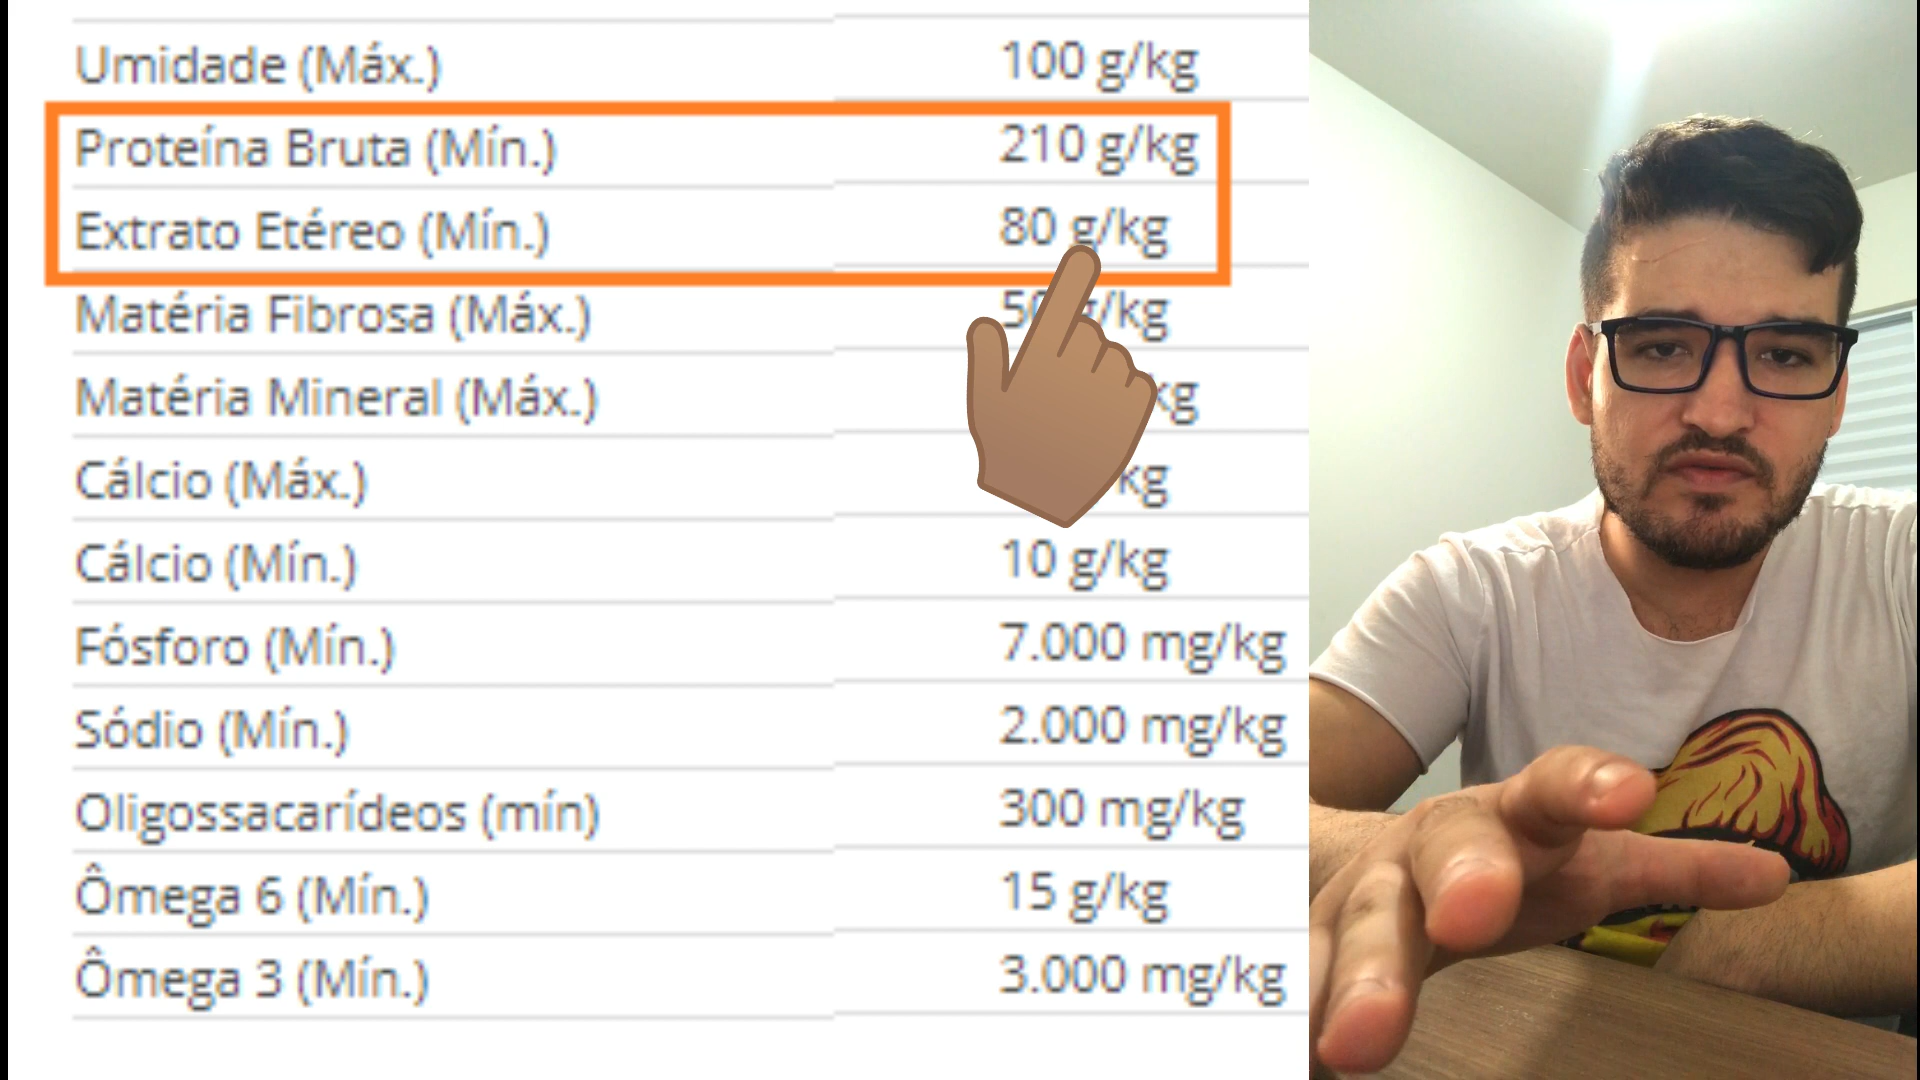 Umidade (Máx.) 100 g/kg
Proteína Bruta (Mín.) 210 g/kg
Extrato Etéreo (Mín.) 80 g/kg
Matéria Fibrosa (Máx.) g/kg
Matéria Mineral (Máx.)
Cálcio (Máx.)
Cálcio (Mín.) 10 g/kg
Fósforo (Mín.) 7.000 mg/kg
Sódio (Mín.) 2.000 mg/kg
Oligossacarídeos (mín) 300 mg/kg
Ômega 6 (Mín.) 15 g/kg
Ômega 3 (Mín.) 3.000 mg/kg